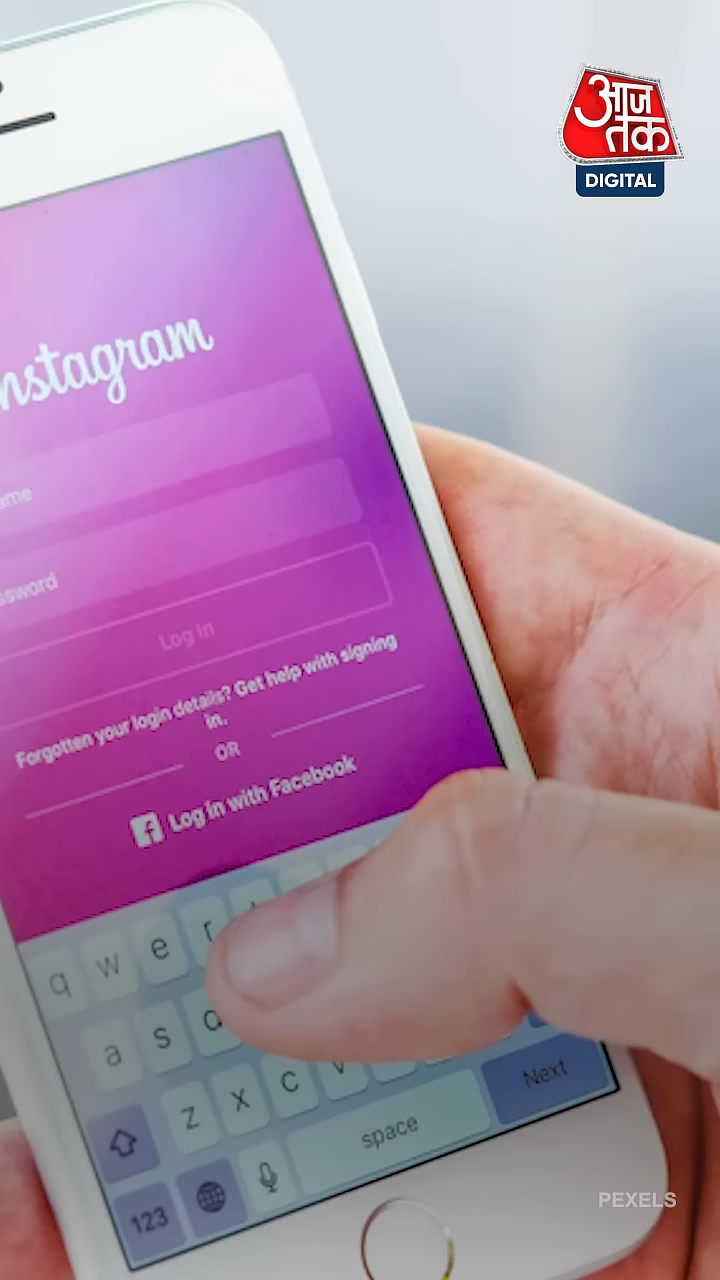 आज
तक
DIGITAL
nstagram
ame
ssword
Log in
Forgotten your login details? Get help with signing
in.
OR
f Log in with Facebook
q w e r
a s
z x c v
123 space Next
PEXELS